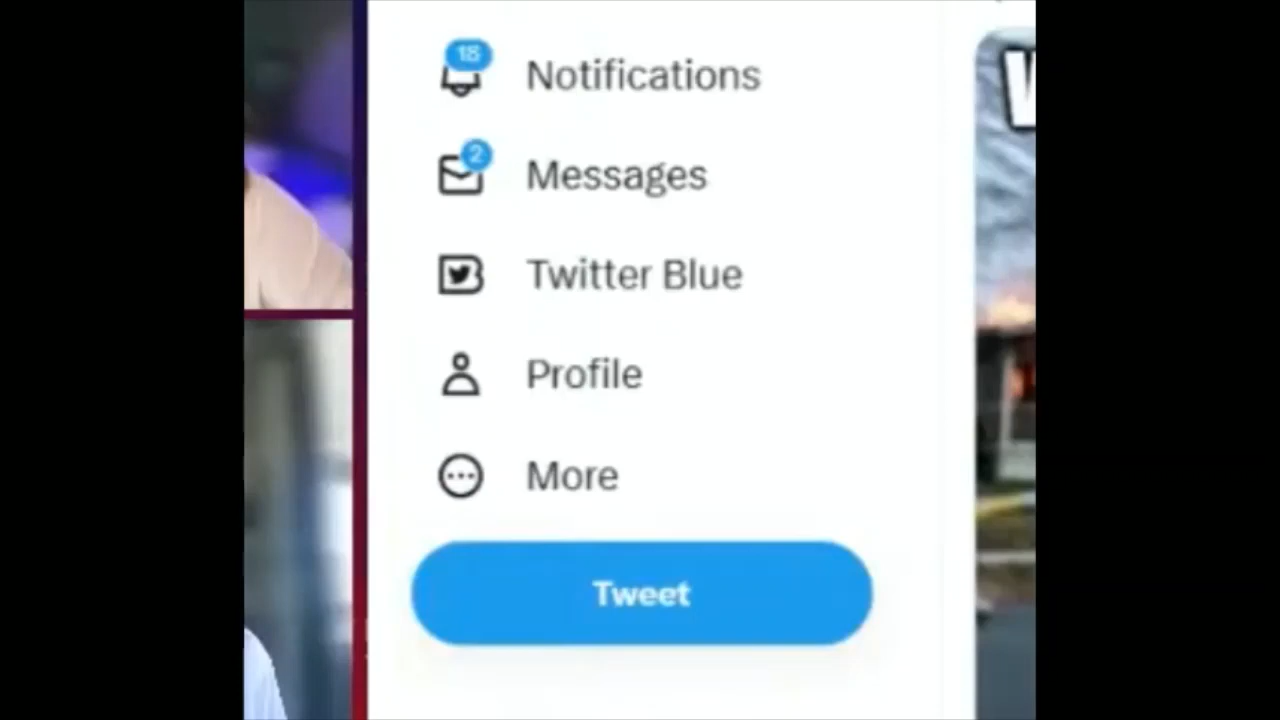 18
Notifications
2
Messages
Twitter Blue
Profile
More
Tweet